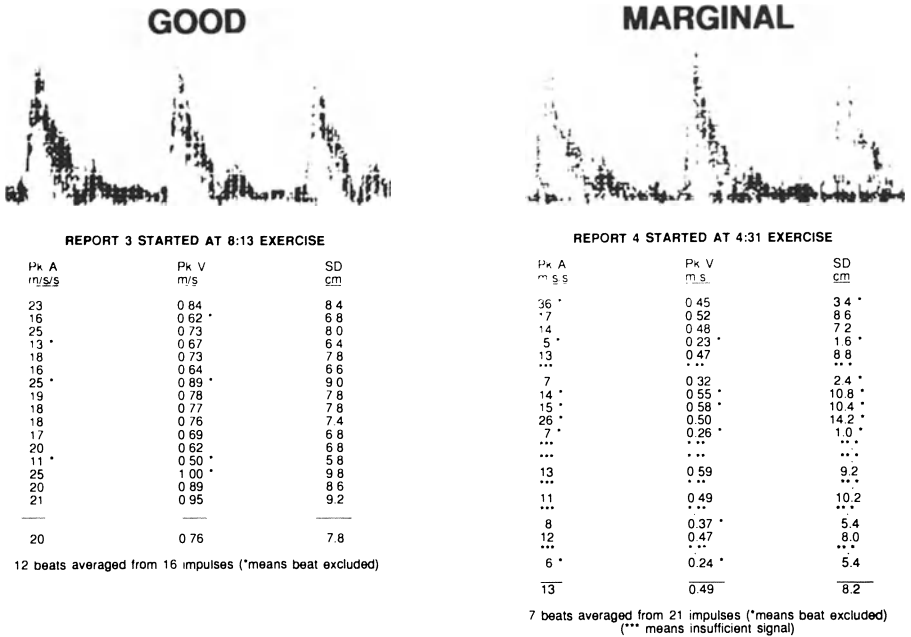 GOOD
REPORT 3 STARTED AT 8:13 EXERCISE
Pk A Pk V SD
m/s/s m/s cm
23 0 84 8 4
16 0 62 * 6 8
25 0 73 8 0
13 * 0 67 6 4
18 0 73 7 8
16 0 64 6 6
25 * 0 89 * 9 0
19 0 78 7 8
18 0 77 7 8
18 0 76 7.4
17 0 69 6 8
20 0 62 6 8
11 * 0 50 * 5 8
25 1 00 * 9 8
20 0 89 8 6
21 0 95 9.2
20 0 76 7.8
12 beats averaged from 16 impulses (*means beat excluded)
MARGINAL
REPORT 4 STARTED AT 4:31 EXERCISE
Pk A Pk V SD
m s s m s cm
36 * 0 45 3 4 *
17 0 52 8 6
14 0 48 7 2
5 * 0 23 * 1.6 *
13 0 47 8 8
*** * ** ** *
7 0 32 2.4 *
14 * 0 55 * 10.8 *
15 * 0 58 * 10.4 *
26 * 0.50 14.2 *
7 * 0.26 * 1.0 *
*** * ** ** *
*** * ** ** *
13 0 59 9.2
*** * ** ** *
11 0 49 10.2
*** * ** ** *
8 0.37 * 5.4
12 0.47 8.0
*** * ** ** *
6 * 0.24 * 5.4
13 0.49 8.2
7 beats averaged from 21 impulses (*means beat excluded)
(*** means insufficient signal)